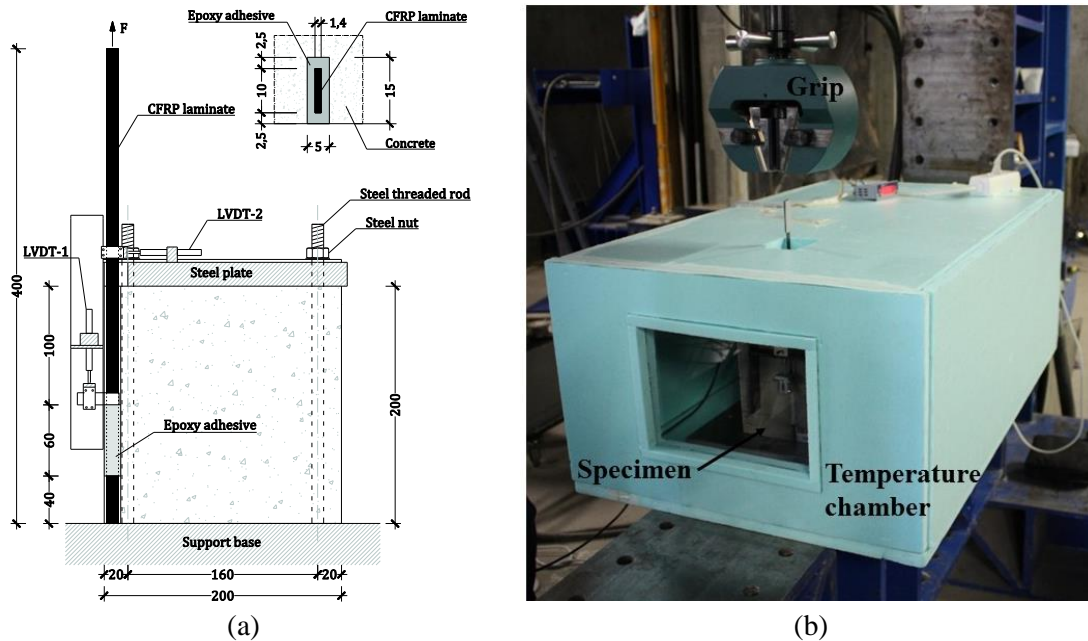 Epoxy adhesive
CFRP laminate
1,4
2,5
10
2,5
15
5
Concrete
F
CFRP laminate
Steel threaded rod
LVDT-2
Steel nut
LVDT-1
Steel plate
400
100
200
Epoxy adhesive
60
40
Support base
20
160
20
200
(a)
Grip
Specimen
Temperature
chamber
(b)